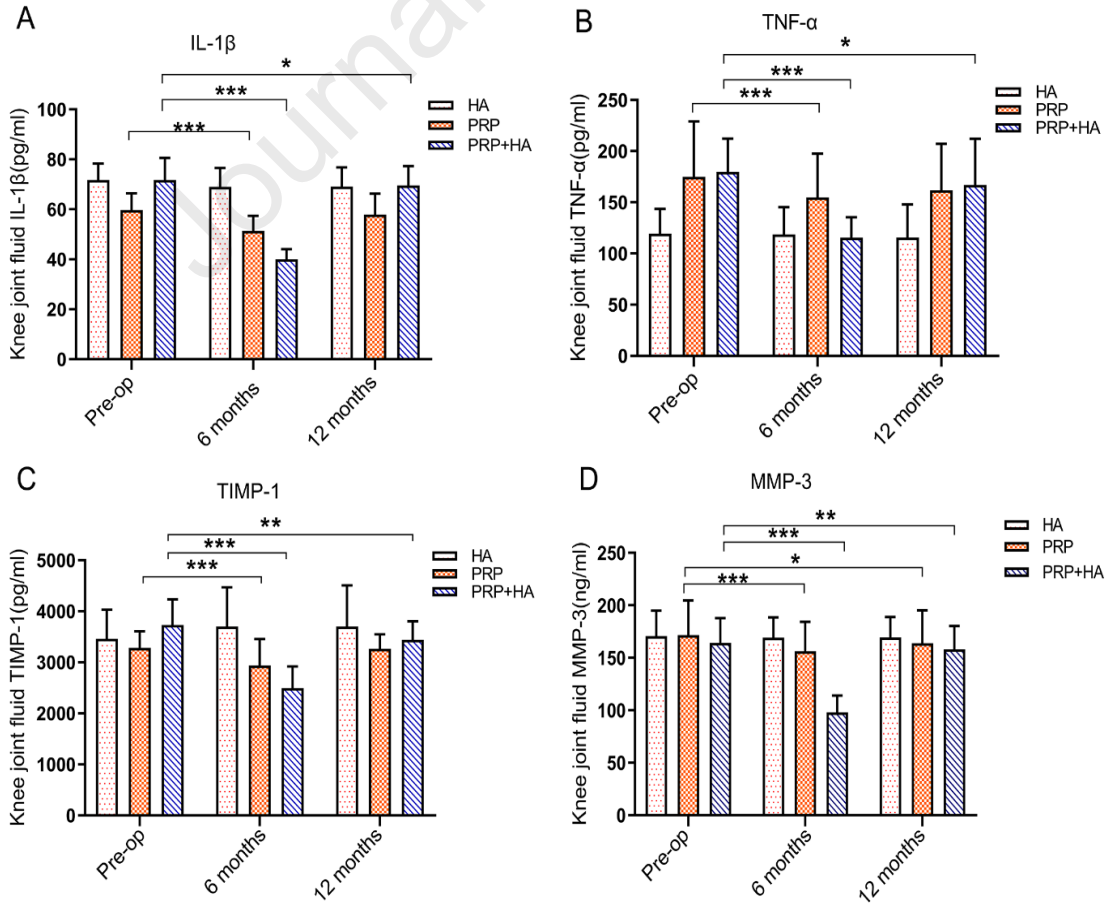 A
IL-1β
Journal
*
***
***
HA
PRP
PRP+HA
Knee joint fluid IL-1β(pg/ml)
100
80
60
40
20
0
Pre-op
6 months
12 months
B
TNF-α
*
***
***
HA
PRP
PRP+HA
Knee joint fluid TNF-α(pg/ml)
250
200
150
100
50
0
Pre-op
6 months
12 months
C
TIMP-1
**
***
***
HA
PRP
PRP+HA
Knee joint fluid TIMP-1(pg/ml)
5000
4000
3000
2000
1000
0
Pre-op
6 months
12 months
D
MMP-3
**
***
*
***
HA
PRP
PRP+HA
Knee joint fluid MMP-3(ng/ml)
250
200
150
100
50
0
Pre-op
6 months
12 months